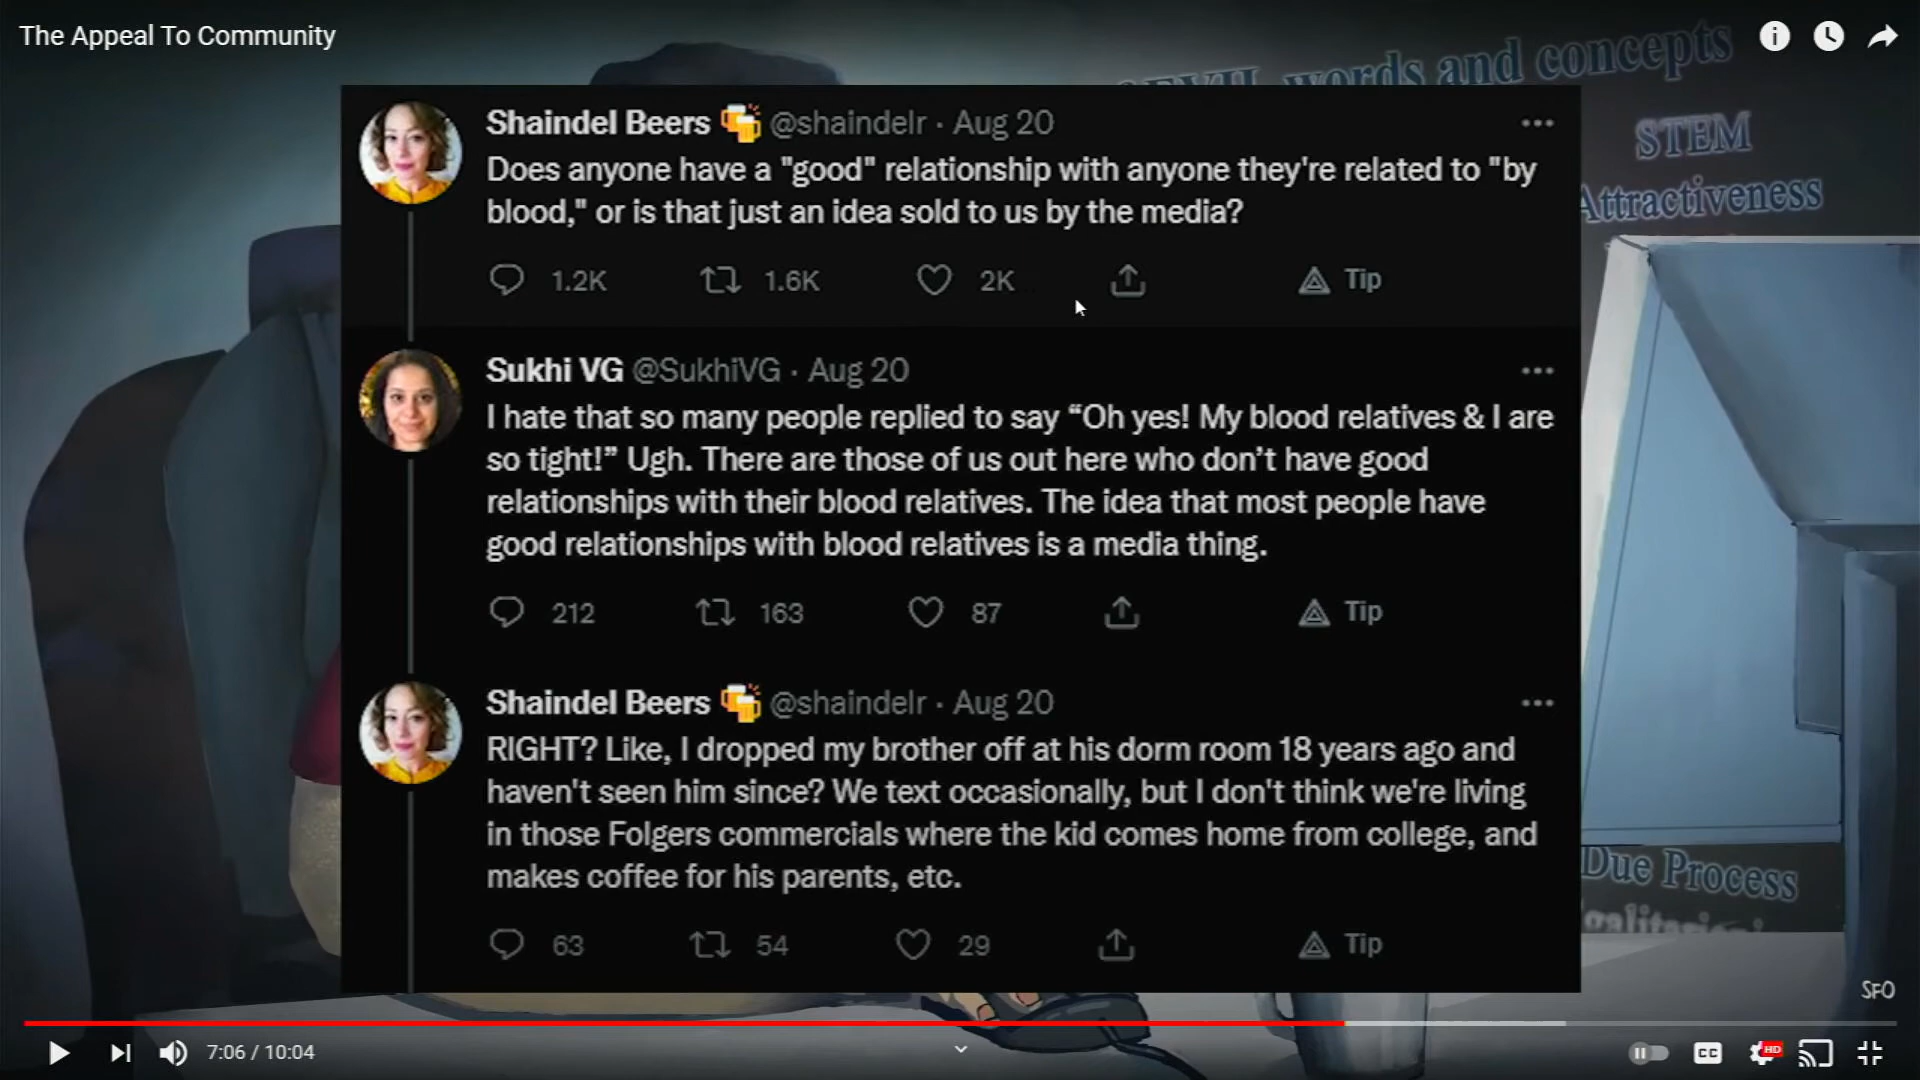 The Appeal To Community
words and concepts
STEM
Attractiveness
Shaindel Beers 🍻 @shaindelr · Aug 20
Does anyone have a "good" relationship with anyone they're related to "by
blood," or is that just an idea sold to us by the media?
1.2K 1.6K 2K Tip
Sukhi VG @SukhiVG · Aug 20
I hate that so many people replied to say “Oh yes! My blood relatives & I are
so tight!” Ugh. There are those of us out here who don’t have good
relationships with their blood relatives. The idea that most people have
good relationships with blood relatives is a media thing.
212 163 87 Tip
Shaindel Beers 🍻 @shaindelr · Aug 20
RIGHT? Like, I dropped my brother off at his dorm room 18 years ago and
haven't seen him since? We text occasionally, but I don't think we're living
in those Folgers commercials where the kid comes home from college, and
makes coffee for his parents, etc.
63 54 29 Tip
Due Process
SFO
7:06 / 10:04
CC
HD